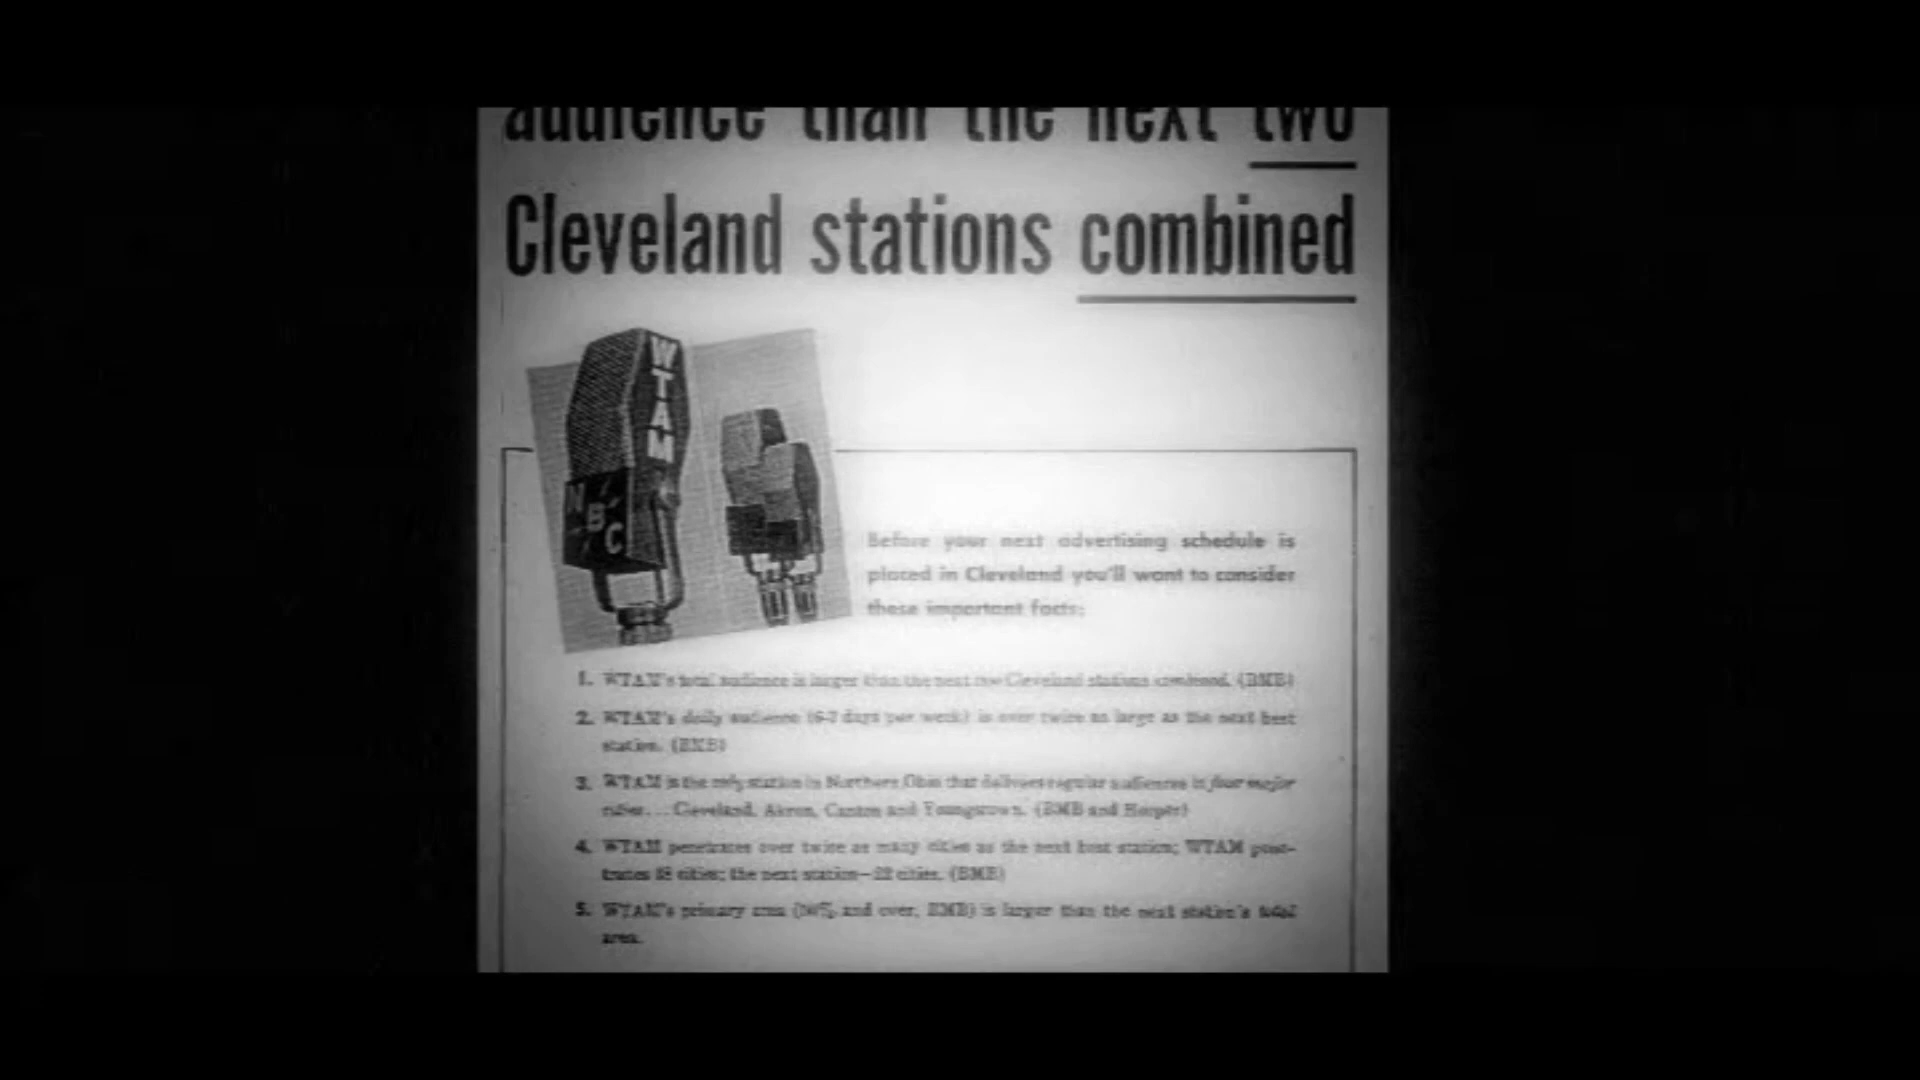 audience than the next two
Cleveland stations combined
WTAM
NBC
Before your next advertising schedule is
placed in Cleveland you'll want to consider
these important facts:
1. WTAM's total audience is larger than the next two Cleveland stations combined. (BMB)
2. WTAM's daily audience (6-7 days per week) is over twice as large as the next best
station. (BMB)
3. WTAM is the only station in Northern Ohio that delivers regular audiences in four major
cities... Cleveland, Akron, Canton and Youngstown. (BMB and Hooper)
4. WTAM penetrates over twice as many cities as the next best station; WTAM pene-
trates cities; the next station—22 cities. (BMB)
5. WTAM's primary area (50% and over, BMB) is larger than the next station's total
area.